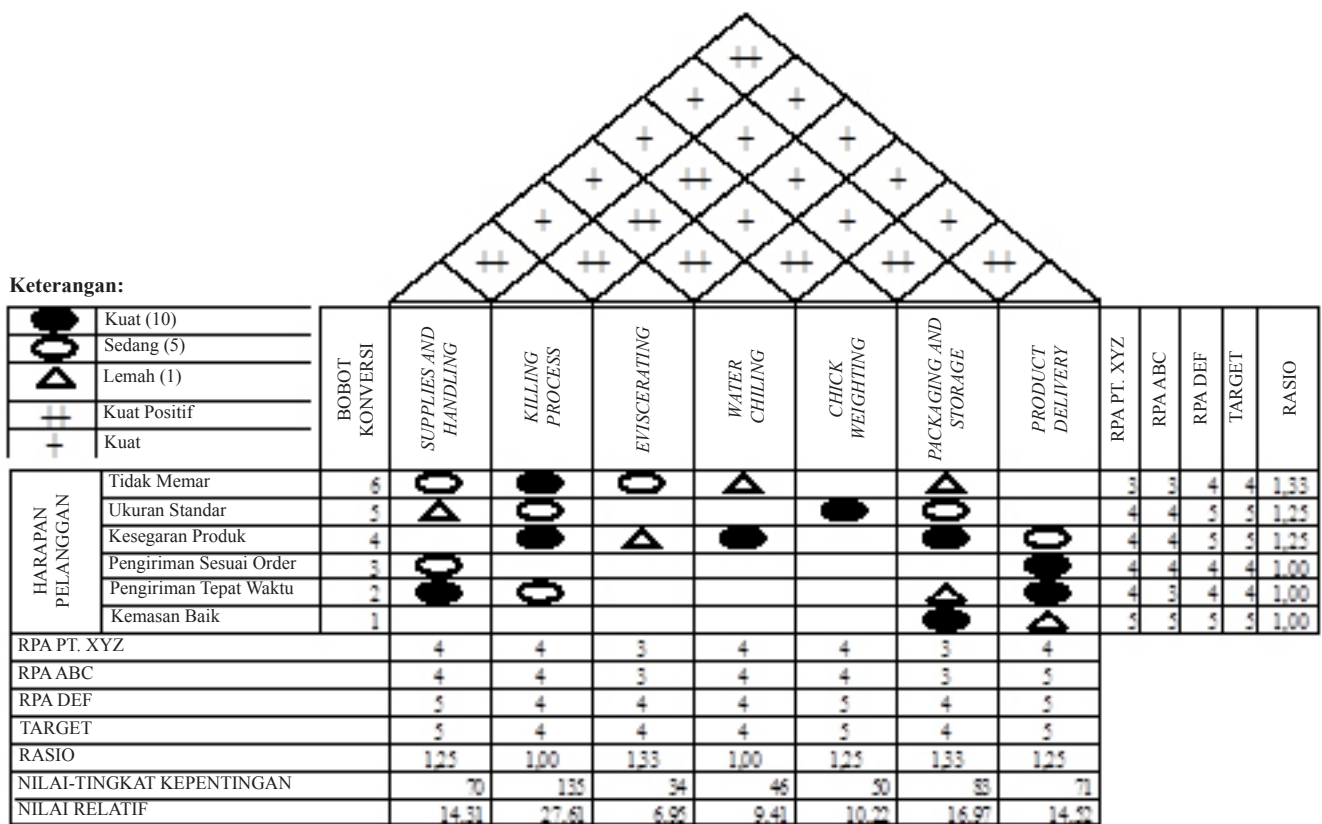 ++
+ +
+ + +
+ ++ + +
+ ++ + + +
++ ++ ++ ++ ++ ++
Keterangan:
Kuat (10)
Sedang (5)
Lemah (1)
++ Kuat Positif
+ Kuat
BOBOT KONVERSI
SUPPLIES AND HANDLING
KILLING PROCESS
EVISCERATING
WATER CHILING
CHICK WEIGHTING
PACKAGING AND STORAGE
PRODUCT DELIVERY
RPA PT. XYZ
RPA ABC
RPA DEF
TARGET
RASIO
HARAPAN PELANGGAN
Tidak Memar 6 3 3 4 4 1,33
Ukuran Standar 5 4 4 5 5 1,25
Kesegaran Produk 4 4 4 5 5 1,25
Pengiriman Sesuai Order 3 4 4 4 4 1,00
Pengiriman Tepat Waktu 2 4 3 4 4 1,00
Kemasan Baik 1 5 5 5 5 1,00
RPA PT. XYZ 4 4 3 4 4 3 4
RPA ABC 4 4 3 4 4 3 5
RPA DEF 5 4 4 4 5 4 5
TARGET 5 4 4 4 5 4 5
RASIO 1,25 1,00 1,33 1,00 1,25 1,33 1,25
NILAI-TINGKAT KEPENTINGAN 70 135 34 46 50 83 71
NILAI RELATIF 14,31 27,61 6,95 9,41 10,22 16,97 14,52